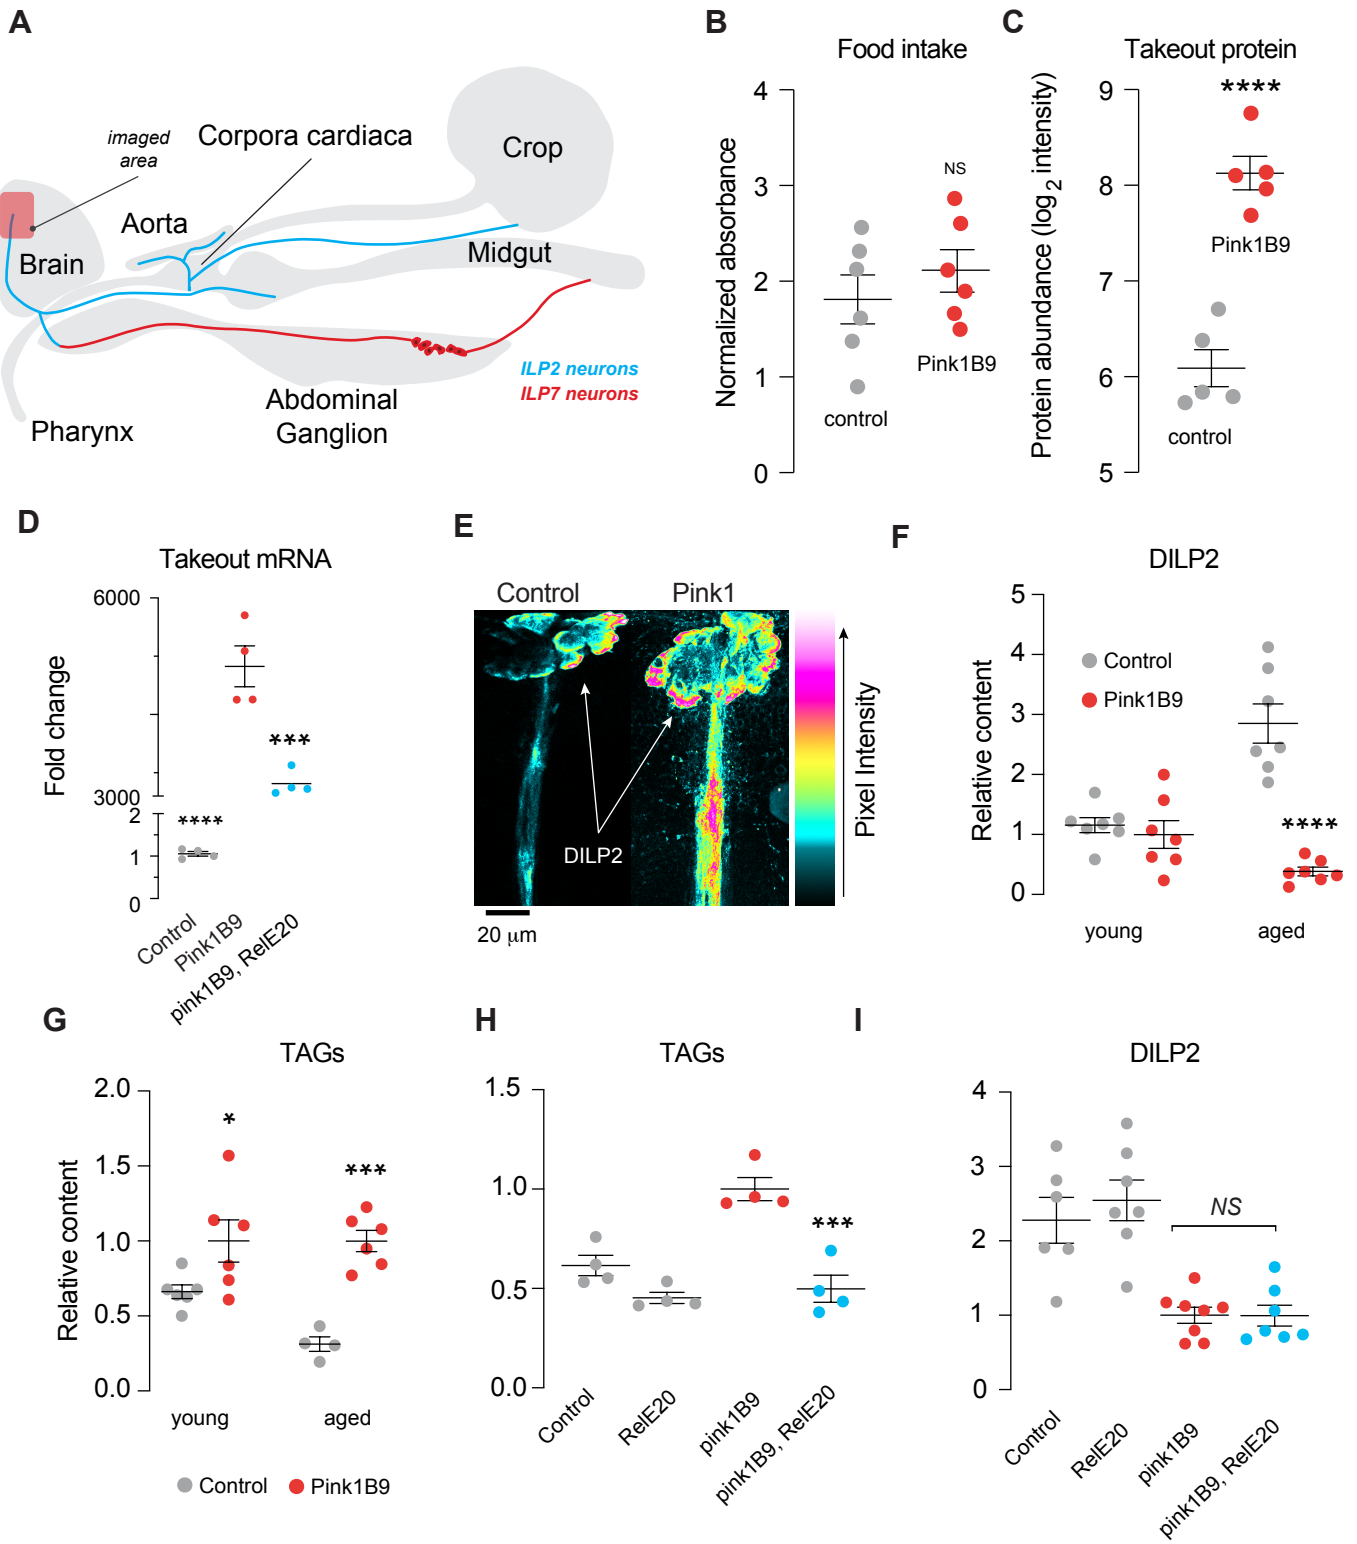 A
imaged
area
Corpora cardiaca
Crop
Aorta
Brain
Midgut
ILP2 neurons
ILP7 neurons
Abdominal
Ganglion
Pharynx
B
Food intake
Normalized absorbance
4
3
2
1
0
NS
Pink1B9
control
C
Takeout protein
Protein abundance (log2 intensity)
9
8
7
6
5
****
Pink1B9
control
D
Takeout mRNA
Fold change
6000
3000
2
1
0
****
***
Control
Pink1B9
pink1B9, RelE20
E
Control
Pink1
DILP2
20 μm
Pixel Intensity
F
DILP2
Relative content
5
4
3
2
1
0
Control
Pink1B9
****
young
aged
G
TAGs
Relative content
2.0
1.5
1.0
0.5
0.0
*
***
young
aged
Control
Pink1B9
H
TAGs
1.5
1.0
0.5
0.0
***
Control
RelE20
pink1B9
pink1B9, RelE20
I
DILP2
4
3
2
1
0
NS
Control
RelE20
pink1B9
pink1B9, RelE20